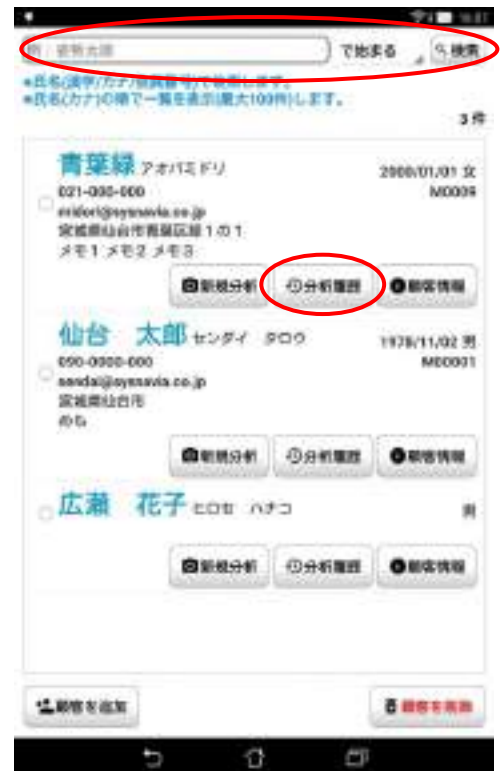 例：姿勢太郎 で始まる 検索
*氏名(漢字/カナ/会員番号)で検索します。
*氏名(カナ)の順で一覧を表示(最大100件)します。
3件
青葉緑 アオバミドリ 2000/01/01 女
021-000-000 M0009
midori@sysnavia.co.jp
宮城県仙台市青葉区緑1の1
メモ1メモ2メモ3
新規分析 分析履歴 顧客情報
仙台 太郎 センダイ タロウ 1978/11/02 男
090-0000-000 M00001
sendai@sysnavia.co.jp
宮城県仙台市
めも
新規分析 分析履歴 顧客情報
広瀬 花子 ヒロセ ハナコ 男
新規分析 分析履歴 顧客情報
顧客を追加 顧客を削除